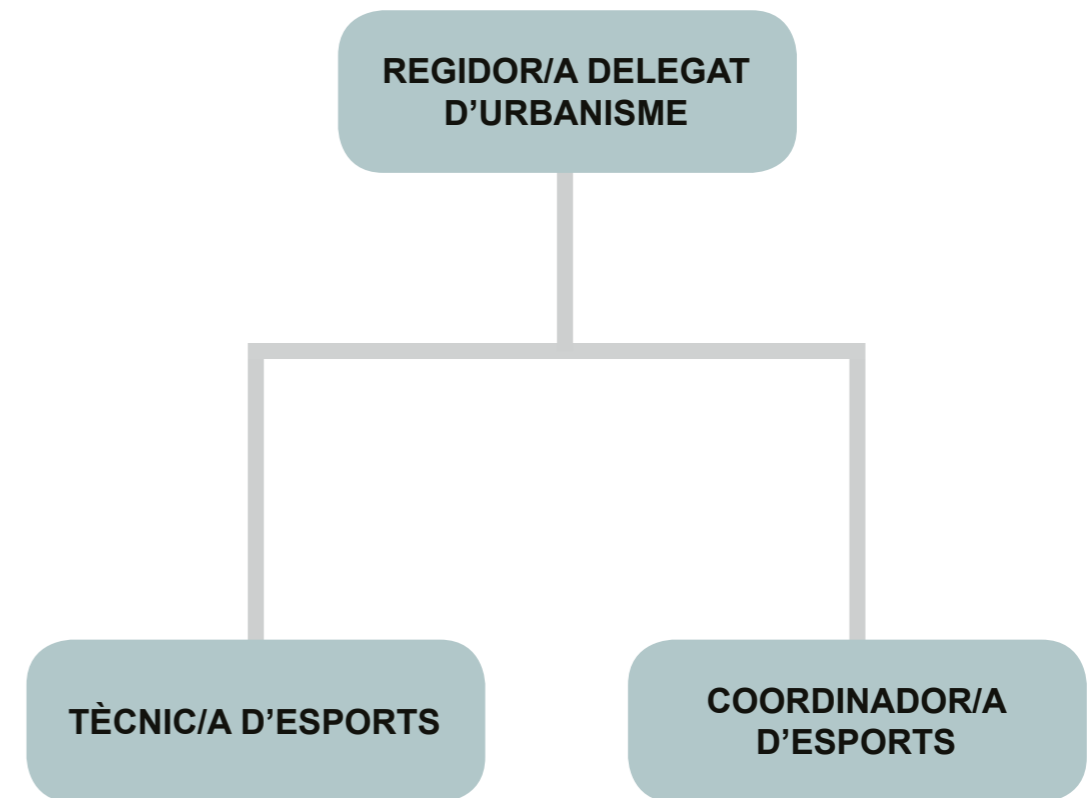 REGIDOR/A DELEGAT
D’URBANISME
TÈCNIC/A D’ESPORTS
COORDINADOR/A
D’ESPORTS